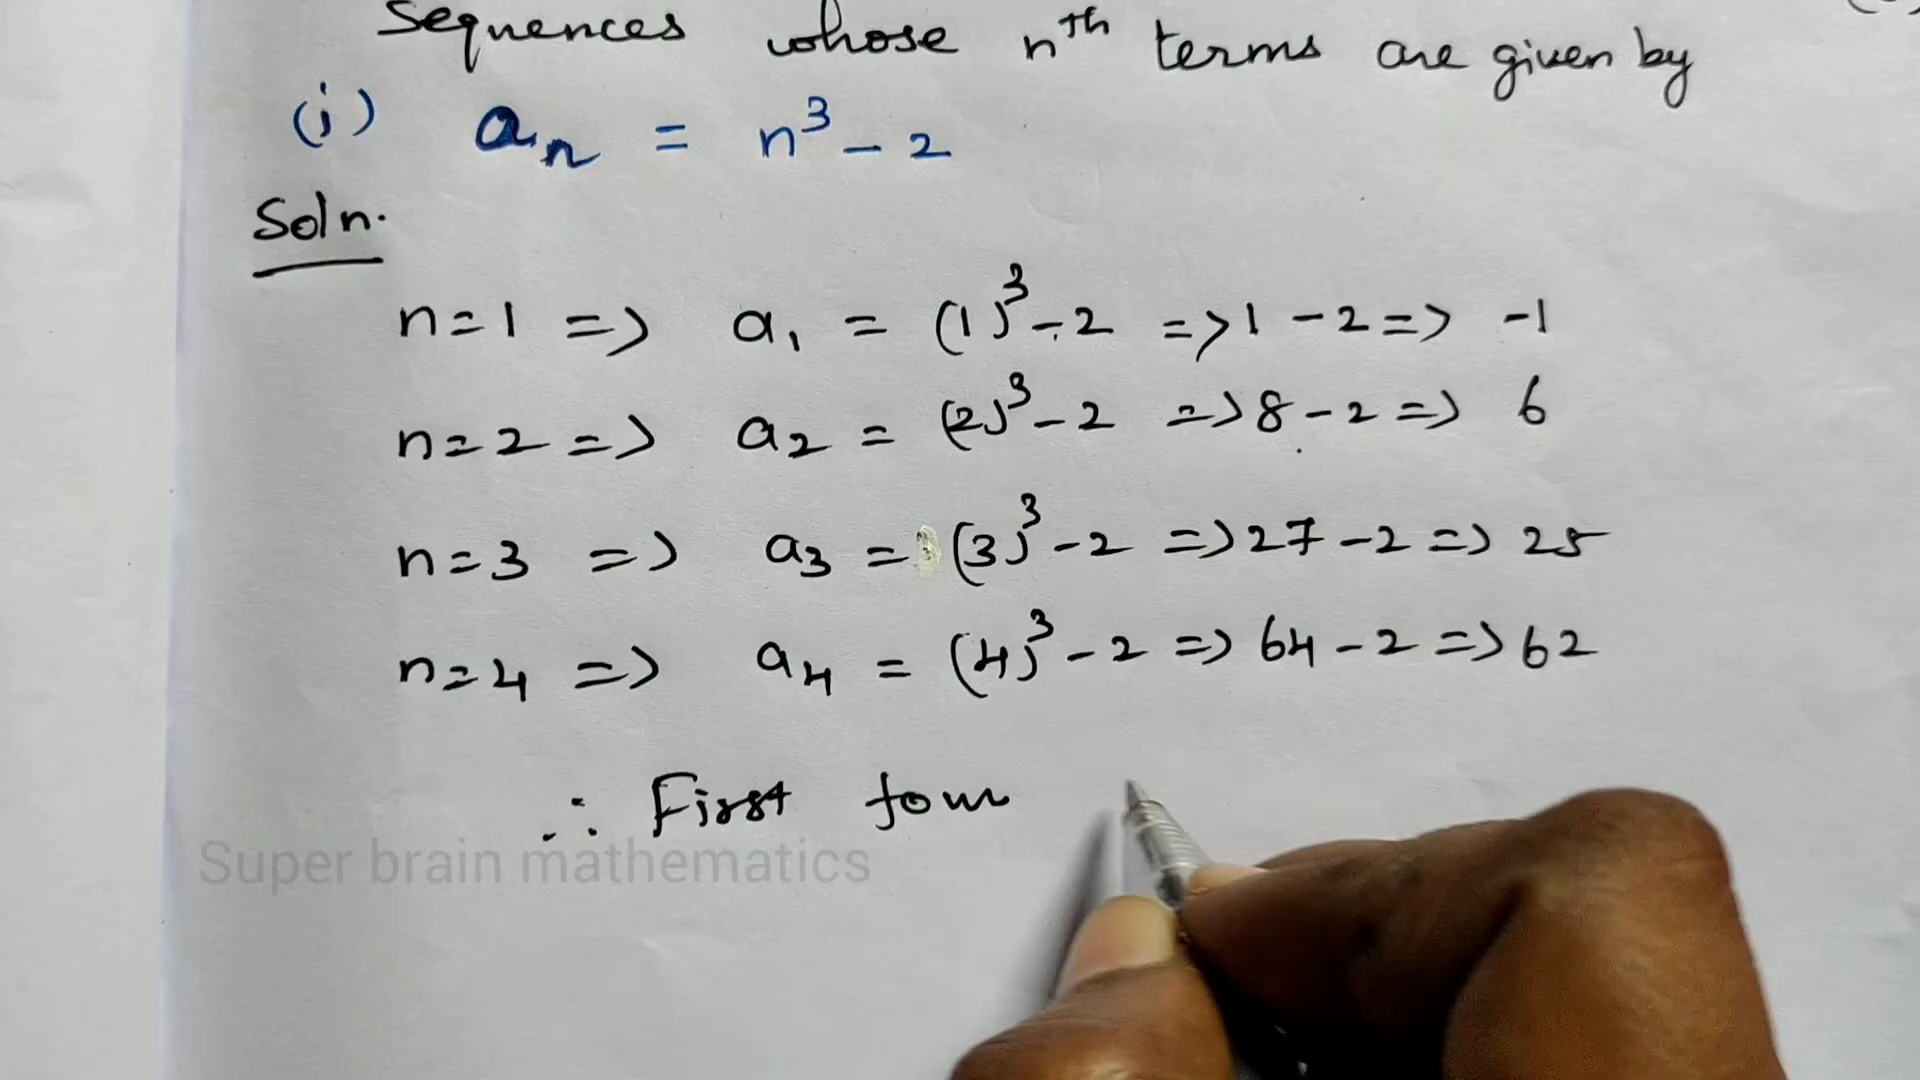 Sequences whose nth terms are given by
(i) aₙ = n³ - 2
Soln.
n=1 => a₁ = (1)³ - 2 => 1 - 2 => -1
n=2 => a₂ = (2)³ - 2 => 8 - 2 => 6
n=3 => a₃ = (3)³ - 2 => 27 - 2 => 25
n=4 => a₄ = (4)³ - 2 => 64 - 2 => 62
∴ First four
Super brain mathematics